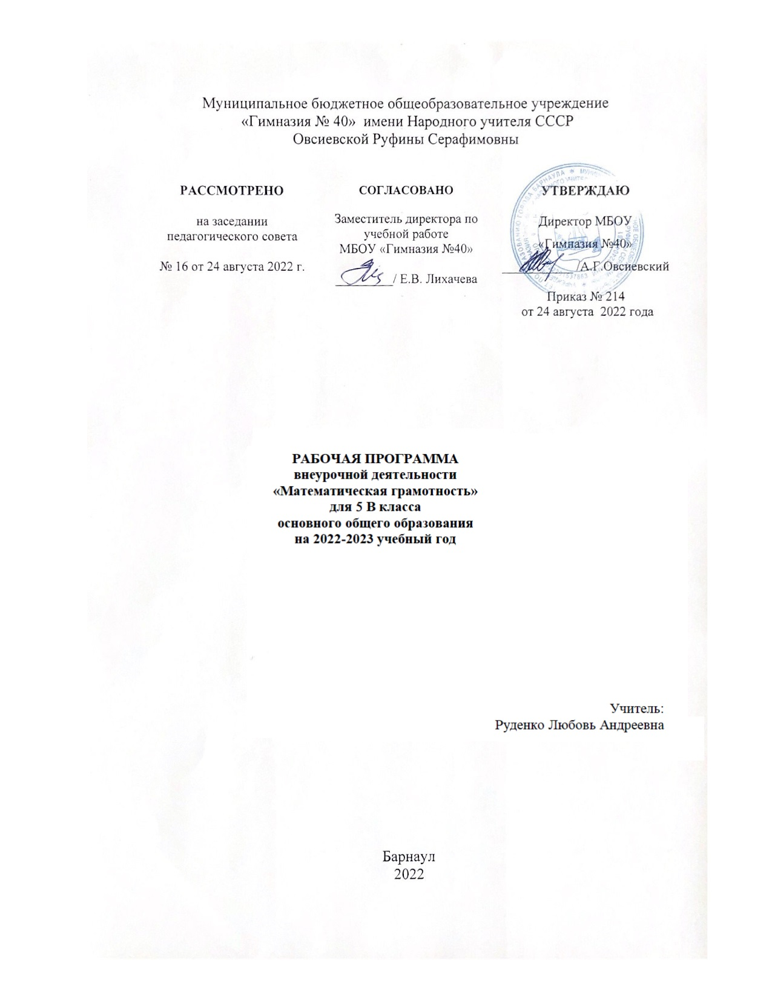 Муниципальное бюджетное общеобразовательное учреждение
«Гимназия № 40» имени Народного учителя СССР
Овсиевской Руфины Серафимовны
РАССМОТРЕНО
на заседании
педагогического совета
№ 16 от 24 августа 2022 г.
СОГЛАСОВАНО
Заместитель директора по
учебной работе
МБОУ «Гимназия №40»
_________/ Е.В. Лихачева
УТВЕРЖДАЮ
Директор МБОУ
«Гимназия №40»
____________/А.Г.Овсиевский
Приказ № 214
от 24 августа 2022 года
РАБОЧАЯ ПРОГРАММА
внеурочной деятельности
«Математическая грамотность»
для 5 В класса
основного общего образования
на 2022-2023 учебный год
Учитель:
Руденко Любовь Андреевна
Барнаул
2022